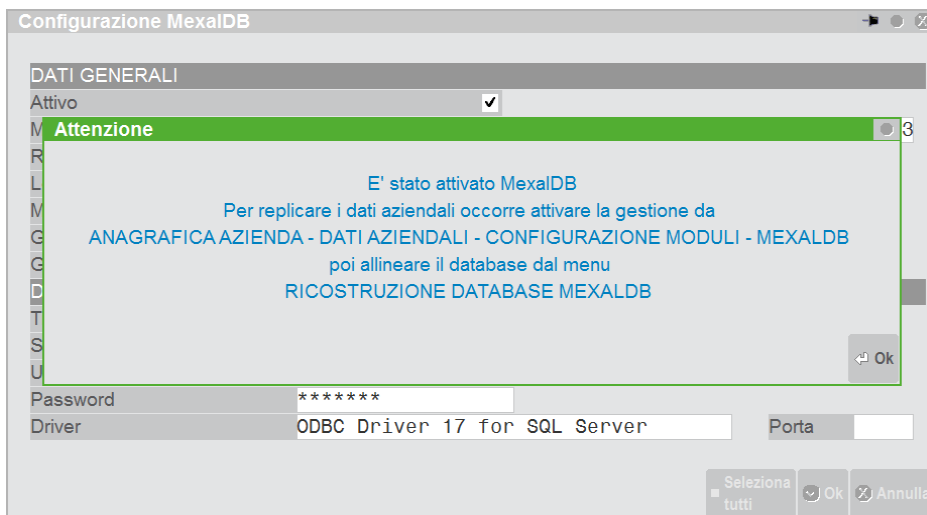 Configurazione MexalDB
DATI GENERALI
Attivo
M
Attenzione
3
R
L
E' stato attivato MexalDB
M
Per replicare i dati aziendali occorre attivare la gestione da
G
ANAGRAFICA AZIENDA - DATI AZIENDALI - CONFIGURAZIONE MODULI - MEXALDB
G
poi allineare il database dal menu
D
RICOSTRUZIONE DATABASE MEXALDB
T
S
Ok
U
Password *******
Driver ODBC Driver 17 for SQL Server Porta
Seleziona tutti Ok Annulla